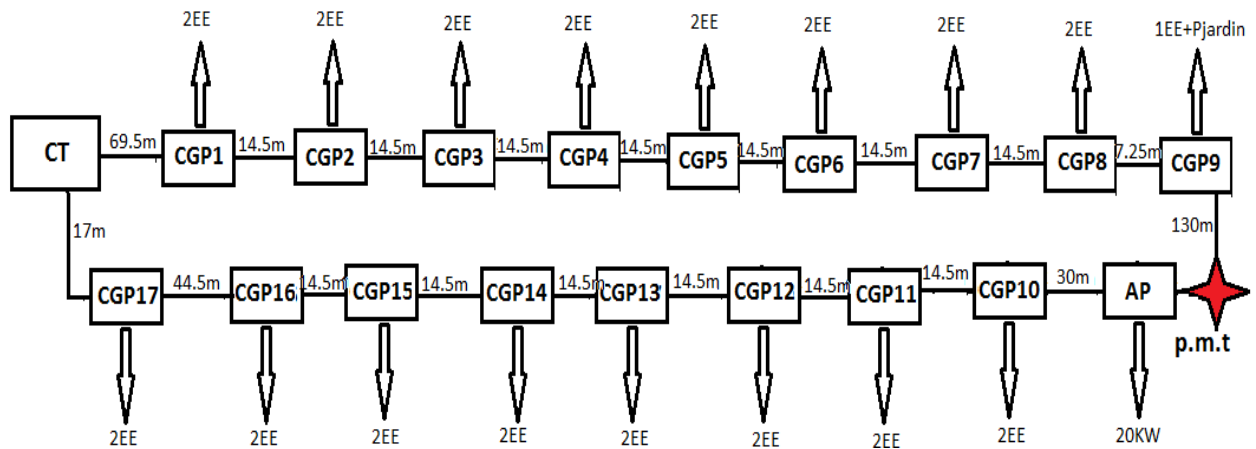 2EE 2EE 2EE 2EE 2EE 2EE 2EE 2EE 1EE+Pjardin
CT 69.5m CGP1 14.5m CGP2 14.5m CGP3 14.5m CGP4 14.5m CGP5 14.5m CGP6 14.5m CGP7 14.5m CGP8 7.25m CGP9
17m 130m
CGP17 44.5m CGP16 14.5m CGP15 14.5m CGP14 14.5m CGP13 14.5m CGP12 14.5m CGP11 14.5m CGP10 30m AP
p.m.t
2EE 2EE 2EE 2EE 2EE 2EE 2EE 2EE 20KW